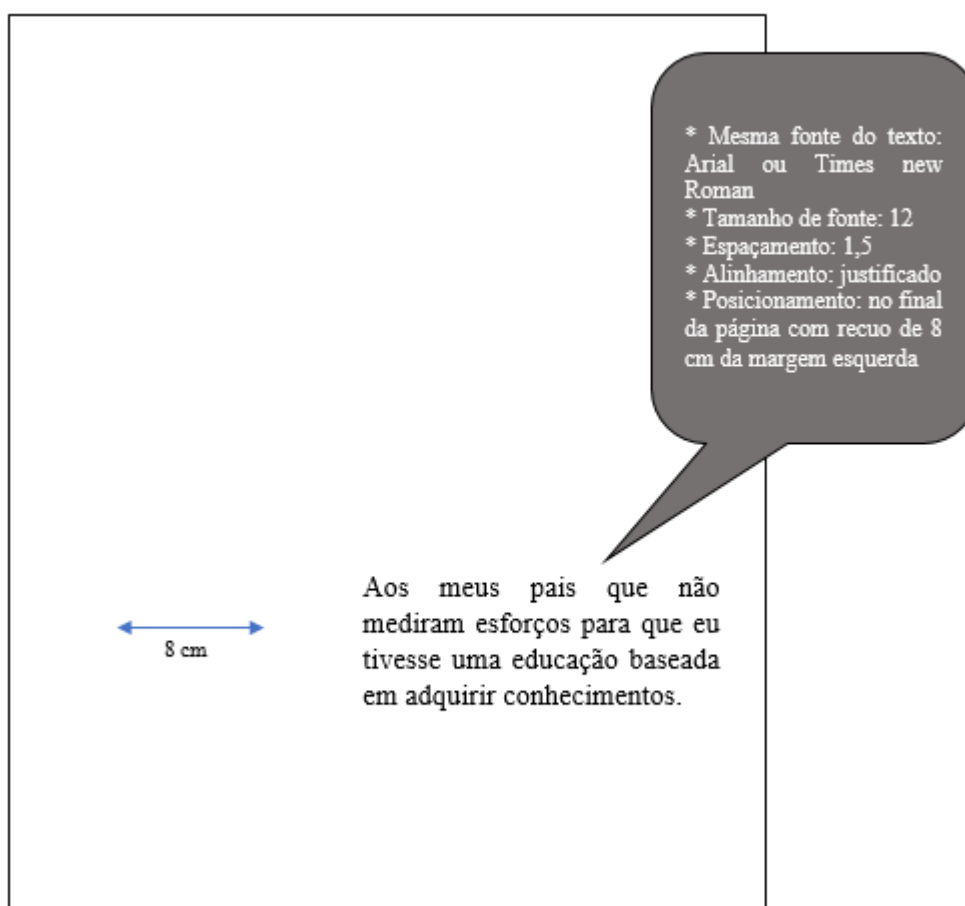 * Mesma fonte do texto:
Arial ou Times new
Roman
* Tamanho de fonte: 12
* Espaçamento: 1,5
* Alinhamento: justificado
* Posicionamento: no final
da página com recuo de 8
cm da margem esquerda
Aos meus pais que não
mediram esforços para que eu
tivesse uma educação baseada
em adquirir conhecimentos.
8 cm